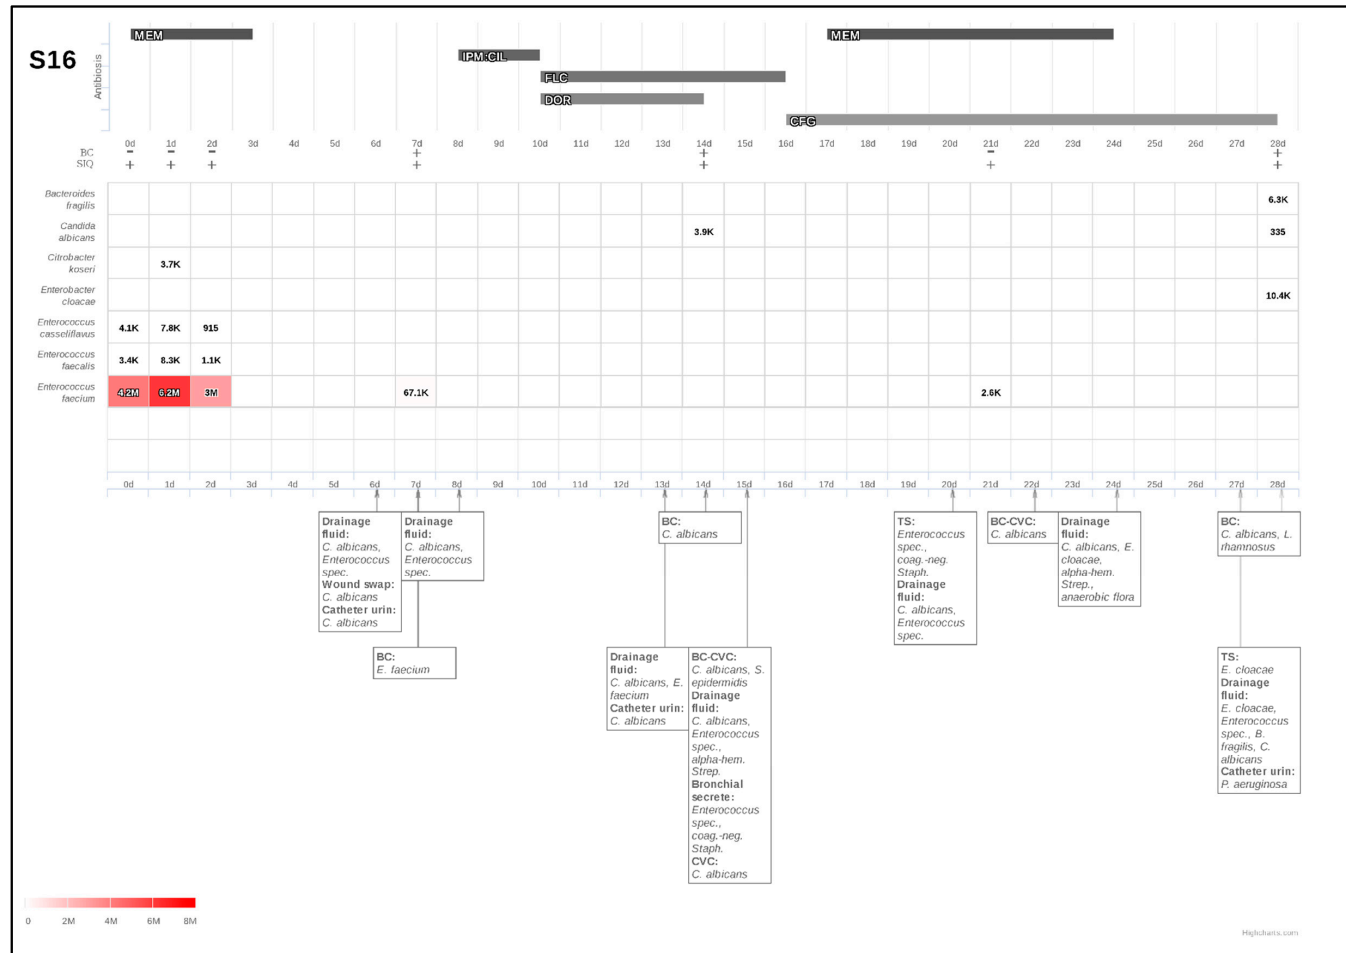 S16
Antibiosis
MEM
MEM
IPM:CIL
FLC
DOR
CFG
0d 1d 2d 3d 4d 5d 6d 7d 8d 9d 10d 12d 13d 14d 15d 16d 17d 18d 19d 20d 21d 22d 23d 24d 24d 27d 28d
BC − − − + + − +
SIQ + + + + + + +
Bacteroides
fragilis
6.3K
Candida
albicans
3.9K 335
Citrobacter
koseri
3.7K
Enterobacter
cloacae
10.4K
Enterococcus
casseliflavus
4.1K 7.8K 915
Enterococcus
faecalis
3.4K 8.3K 1.1K
Enterococcus
faecium
4.2M 6.2M 3M 67.1K 2.6K
0d 1d 2d 3d 4d 5d 6d 7d 8d 9d 10d 12d 13d 14d 15d 16d 17d 18d 19d 20d 21d 22d 23d 24d 24d 27d 28d
Drainage
fluid:
C. albicans,
Enterococcus
spec.
Wound swap:
C. albicans
Catheter urin:
C. albicans
Drainage
fluid:
C. albicans,
Enterococcus
spec.
BC:
E. faecium
BC:
C. albicans
Drainage
fluid:
C. albicans, E.
faecium
Catheter urin:
C. albicans
BC-CVC:
C. albicans, S.
epidermidis
Drainage
fluid:
C. albicans,
Enterococcus
spec.,
alpha-hem.
Strep.
Bronchial
secrete:
Enterococcus
spec.,
coag.-neg.
Staph.
CVC:
C. albicans
TS:
Enterococcus
spec.,
coag.-neg.
Staph.
Drainage
fluid:
C. albicans,
Enterococcus
spec.
BC-CVC:
C. albicans
Drainage
fluid:
C. albicans, E.
cloacae,
alpha-hem.
Strep.,
anaerobic flora
BC:
C. albicans, L.
rhamnosus
TS:
E. cloacae
Drainage
fluid:
E. cloacae,
Enterococcus
spec., B.
fragilis, C.
albicans
Catheter urin:
P. aeruginosa
0 2M 4M 6M 8M
Highcharts.com